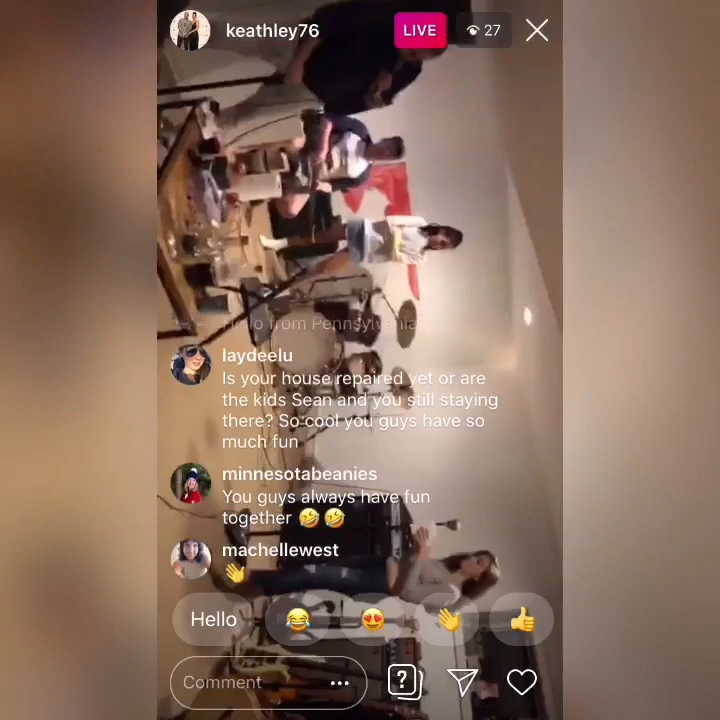 keathley76
LIVE
27
Hello from Pennsylvania
laydeelu
Is your house repaired yet or are
the kids Sean and you still staying
there? So cool you guys have so
much fun
minnesotabeanies
You guys always have fun
together 🤣🤣
machellewest
👋
Hello 😂 😍 👋 👍
Comment ...
?